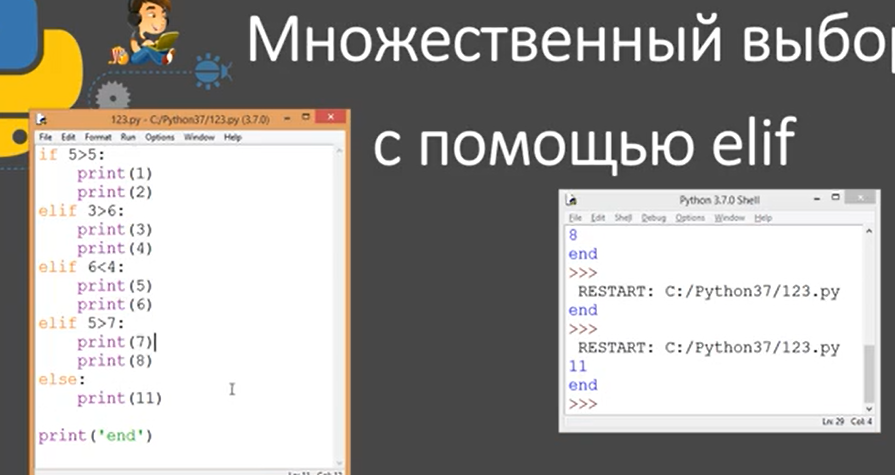 Множественный выбор
с помощью elif
123.py - C:/Python37/123.py (3.7.0)
File Edit Format Run Options Window Help
if 5>5:
    print(1)
    print(2)
elif 3>6:
    print(3)
    print(4)
elif 6<4:
    print(5)
    print(6)
elif 5>7:
    print(7)
    print(8)
else:
    print(11)
print('end')
Python 3.7.0 Shell
File Edit Shell Debug Options Window Help
8
end
>>>
 RESTART: C:/Python37/123.py
end
>>>
 RESTART: C:/Python37/123.py
11
end
>>>
Ln: 29 Col: 4